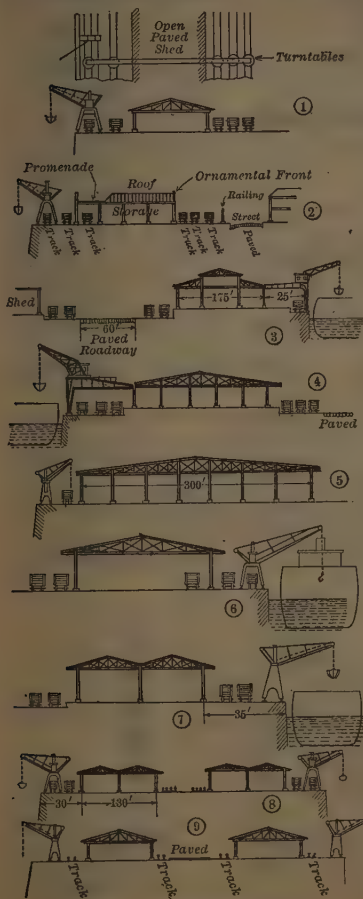 Open
Paved
Shed
Turntables
1
Promenade
Roof
Ornamental Front
Storage
Railing
Track
Track
Track
Track
Track
Track
Street
Paved
2
Shed
175'
25'
60'
Paved
Roadway
3
4
Paved
300'
5
6
7
35'
30'
130'
8
9
Paved
Track
Track
Track
Track